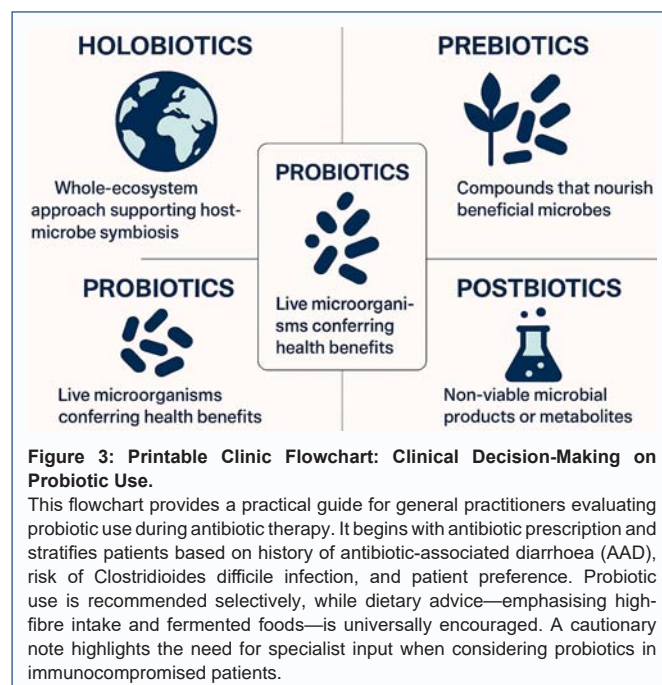 HOLOBIOTICS
Whole-ecosystem
approach supporting host-
microbe symbiosis
PREBIOTICS
Compounds that nourish
beneficial microbes
PROBIOTICS
Live microorgani-
sms conferring
health benefits
PROBIOTICS
Live microorganisms
conferring health benefits
POSTBIOTICS
Non-viable microbial
products or metabolites
Figure 3: Printable Clinic Flowchart: Clinical Decision-Making on
Probiotic Use.
This flowchart provides a practical guide for general practitioners evaluating
probiotic use during antibiotic therapy. It begins with antibiotic prescription and
stratifies patients based on history of antibiotic-associated diarrhoea (AAD),
risk of Clostridioides difficile infection, and patient preference. Probiotic
use is recommended selectively, while dietary advice—emphasising high-
fibre intake and fermented foods—is universally encouraged. A cautionary
note highlights the need for specialist input when considering probiotics in
immunocompromised patients.